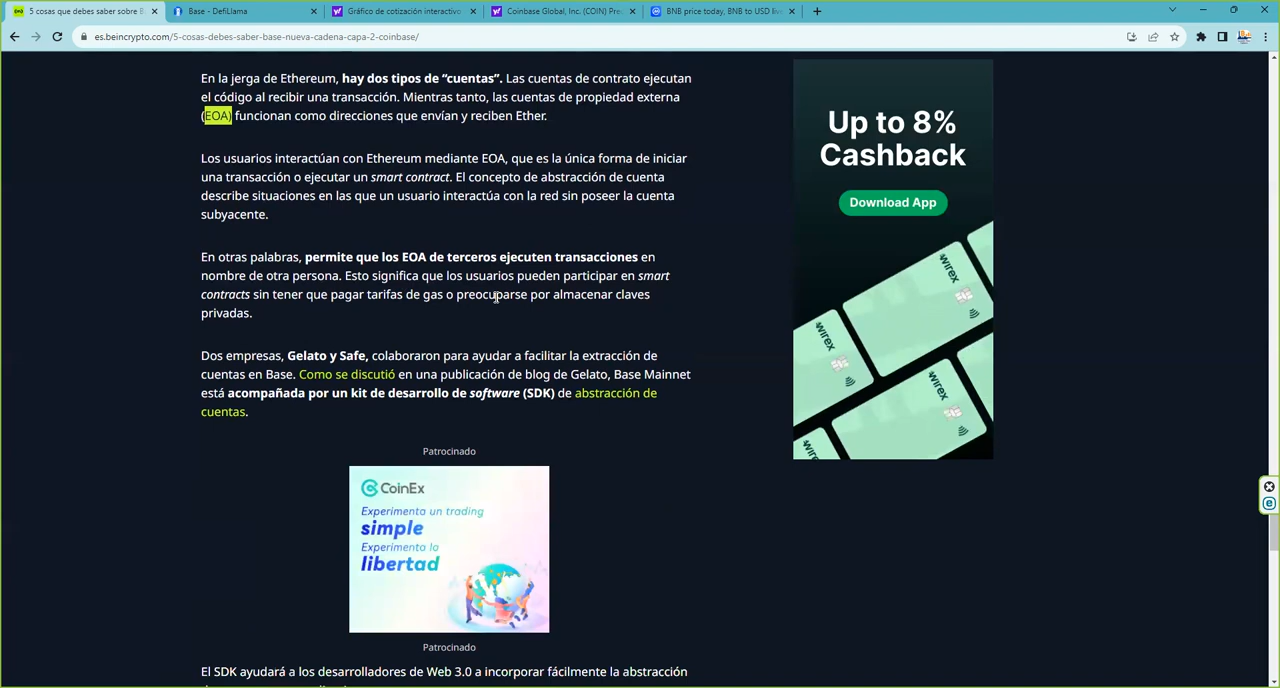 5 cosas que debes saber sobre B
Base - DefiLlama
Gráfico de cotización interactivo
Coinbase Global, Inc. (COIN) Prec
BNB price today, BNB to USD live
es.beincrypto.com/5-cosas-debes-saber-base-nueva-cadena-capa-2-coinbase/
En la jerga de Ethereum, hay dos tipos de “cuentas”. Las cuentas de contrato ejecutan
el código al recibir una transacción. Mientras tanto, las cuentas de propiedad externa
(EOA) funcionan como direcciones que envían y reciben Ether.
Los usuarios interactúan con Ethereum mediante EOA, que es la única forma de iniciar
una transacción o ejecutar un smart contract. El concepto de abstracción de cuenta
describe situaciones en las que un usuario interactúa con la red sin poseer la cuenta
subyacente.
En otras palabras, permite que los EOA de terceros ejecuten transacciones en
nombre de otra persona. Esto significa que los usuarios pueden participar en smart
contracts sin tener que pagar tarifas de gas o preocuparse por almacenar claves
privadas.
Dos empresas, Gelato y Safe, colaboraron para ayudar a facilitar la extracción de
cuentas en Base. Como se discutió en una publicación de blog de Gelato, Base Mainnet
está acompañada por un kit de desarrollo de software (SDK) de abstracción de
cuentas.
Patrocinado
CoinEx
Experimenta un trading
simple
Experimenta la
libertad
Patrocinado
El SDK ayudará a los desarrolladores de Web 3.0 a incorporar fácilmente la abstracción
Up to 8%
Cashback
Download App
wirex
wirex
wirex
wirex